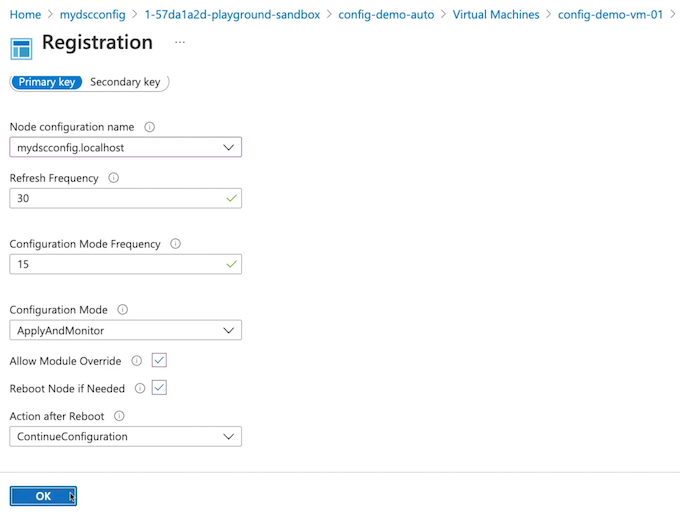 Home > mydscconfig > 1-57da1a2d-playground-sandbox > config-demo-auto > Virtual Machines > config-demo-vm-01 >
Registration ...
Primary key Secondary key
Node configuration name
mydscconfig.localhost
Refresh Frequency
30
Configuration Mode Frequency
15
Configuration Mode
ApplyAndMonitor
Allow Module Override
Reboot Node if Needed
Action after Reboot
ContinueConfiguration
OK